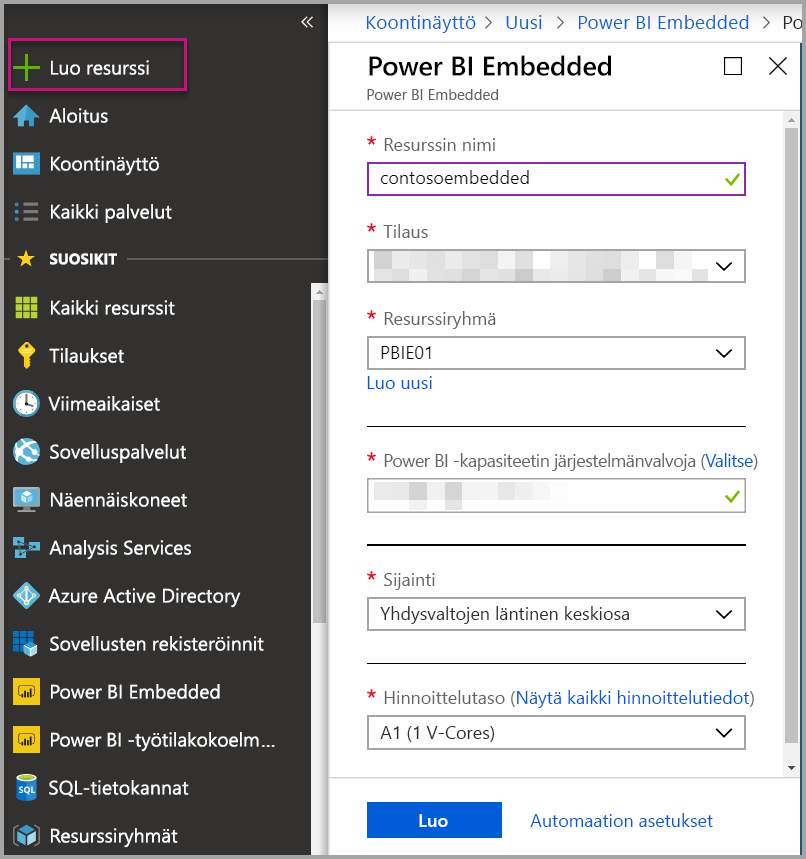 «
Luo resurssi
Aloitus
Koontinäyttö
Kaikki palvelut
SUOSIKIT
Kaikki resurssit
Tilaukset
Viimeaikaiset
Sovelluspalvelut
Näennäiskoneet
Analysis Services
Azure Active Directory
Sovellusten rekisteröinnit
Power BI Embedded
Power BI -työtilakokoelm...
SQL-tietokannat
Resurssiryhmät
Koontinäyttö > Uusi > Power BI Embedded > Po
Power BI Embedded
Power BI Embedded
* Resurssin nimi
contosoembedded
* Tilaus
* Resurssiryhmä
PBIE01
Luo uusi
* Power BI -kapasiteetin järjestelmänvalvoja (Valitse)
* Sijainti
Yhdysvaltojen läntinen keskiosa
* Hinnoittelutaso (Näytä kaikki hinnoittelutiedot)
A1 (1 V-Cores)
Luo
Automaation asetukset